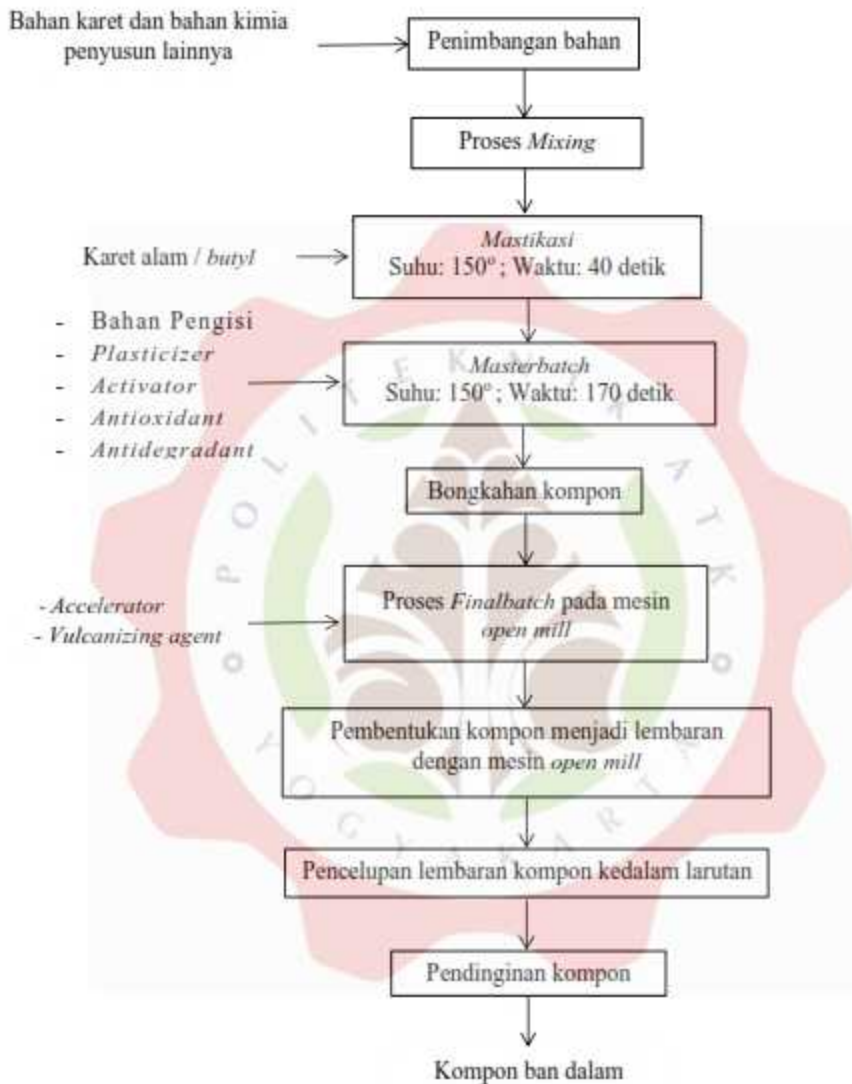 Bahan karet dan bahan kimia
penyusun lainnya
Penimbangan bahan
Proses Mixing
Karet alam / butyl
Mastikasi
Suhu: 150° ; Waktu: 40 detik
- Bahan Pengisi
- Plasticizer
- Activator
- Antioxidant
- Antidegradant
Masterbatch
Suhu: 150° ; Waktu: 170 detik
Bongkahan kompon
- Accelerator
- Vulcanizing agent
Proses Finalbatch pada mesin
open mill
Pembentukan kompon menjadi lembaran
dengan mesin open mill
Pencelupan lembaran kompon kedalam larutan
Pendinginan kompon
Kompon ban dalam
POLITEKNIK ATK
YOGYAKARTA